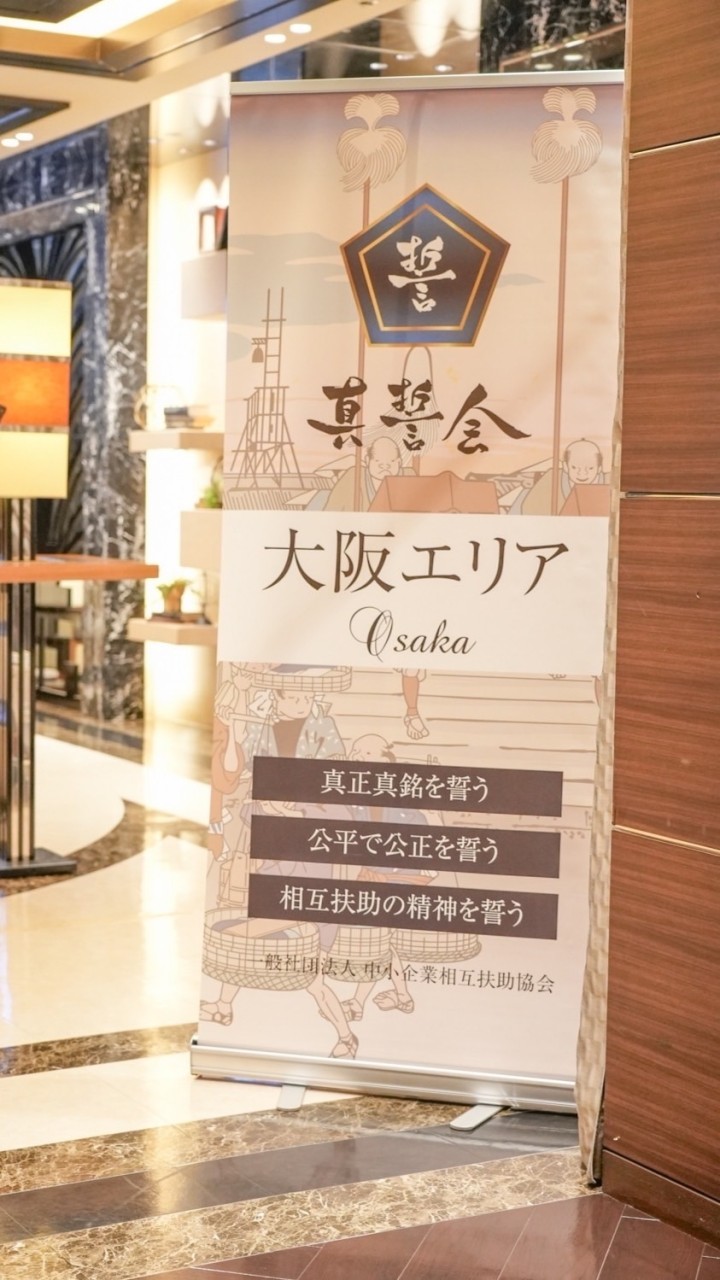 誓
真誓会
大阪エリア
Osaka
真正真銘を誓う
公平で公正を誓う
相互扶助の精神を誓う
一般社団法人 中小企業相互扶助協会